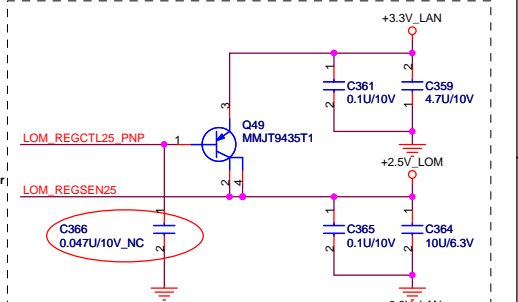 +3.3V_LAN
1
2
C361
0.1U/10V
2
1
C359
4.7U/10V
3
Q49
MMJT9435T1
LOM_REGCTL25_PNP
1
+2.5V_LOM
r
LOM_REGSEN25
2
4
1
2
C366
0.047U/10V_NC
1
2
C365
0.1U/10V
1
2
C364
10U/6.3V